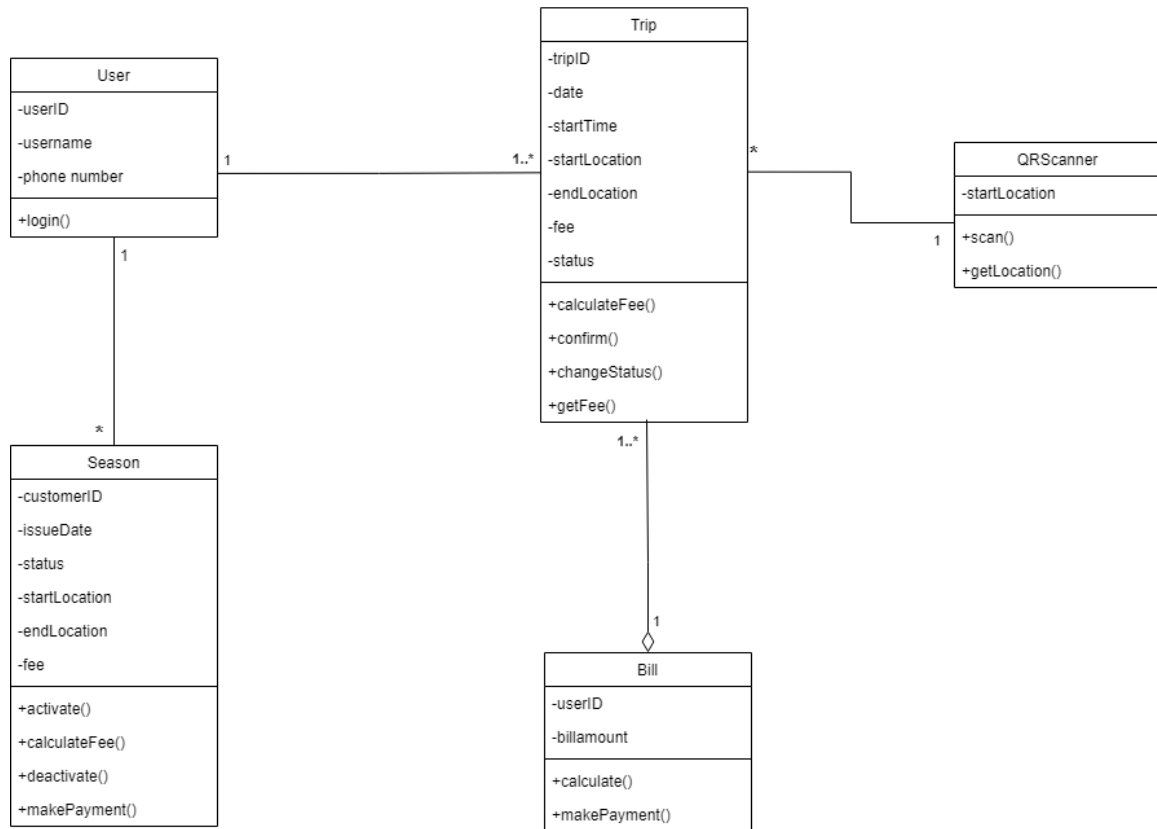 User
-userID
-username
-phone number
+login()
1
1..*
Trip
-tripID
-date
-startTime
-startLocation
-endLocation
-fee
-status
+calculateFee()
+confirm()
+changeStatus()
+getFee()
*
1
QRScanner
-startLocation
+scan()
+getLocation()
1
*
Season
-customerID
-issueDate
-status
-startLocation
-endLocation
-fee
+activate()
+calculateFee()
+deactivate()
+makePayment()
1..*
1
Bill
-userID
-billamount
+calculate()
+makePayment()